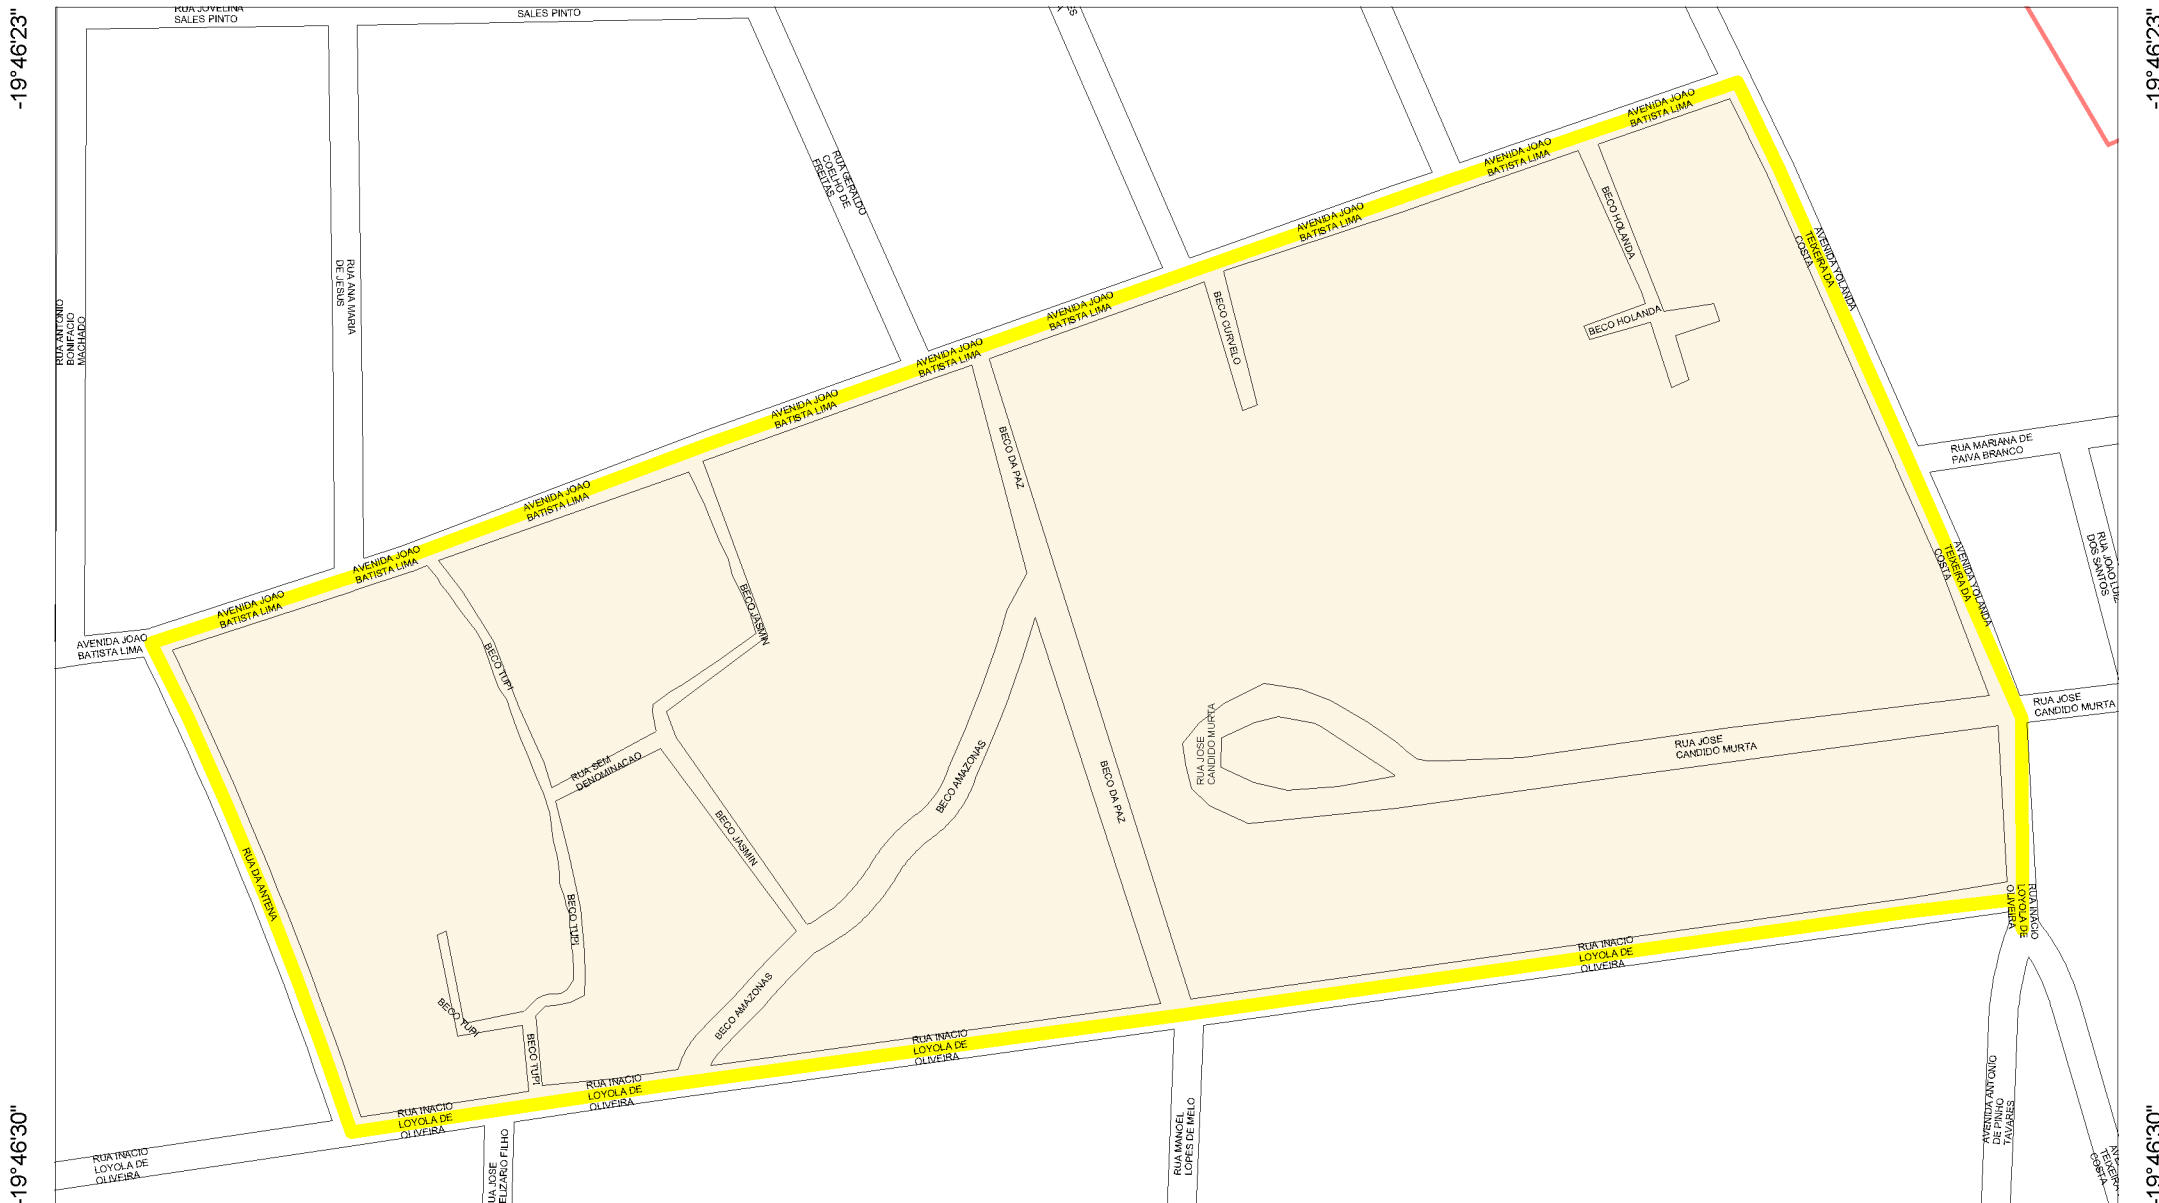 -19°46'23"
-19°46'23"
RUA JOVELINA
SALES PINTO
SALES PINTO
AVENIDA JOAO
BATISTA LIMA
RUA GERALDO
COELHO DE
FREITAS
AVENIDA JOAO
BATISTA LIMA
AVENIDA JOAO
BATISTA LIMA
BECO HOLANDA
AVENIDA YOLANDA
TEIXEIRA DA
COSTA
RUA ANA MARIA
DE JESUS
RUA ANTONIO
BONIFACIO
MACHADO
AVENIDA JOAO
BATISTA LIMA
BECO CURVELO
BECO HOLANDA
AVENIDA JOAO
BATISTA LIMA
AVENIDA JOAO
BATISTA LIMA
BECO DA PAZ
RUA MARIANA DE
PAIVA BRANCO
AVENIDA JOAO
BATISTA LIMA
AVENIDA JOAO
BATISTA LIMA
AVENIDA YOLANDA
TEIXEIRA DA
COSTA
RUA JOAO LUIZ
DOS SANTOS
AVENIDA JOAO
BATISTA LIMA
BECO JASMIN
AVENIDA JOAO
BATISTA LIMA
BECO TUPI
RUA JOSE
CANDIDO MURTA
RUA JOSE
CANDIDO MURTA
RUA JOSE
CANDIDO MURTA
RUA SEM
DENOMINACAO
BECO AMAZONAS
BECO DA PAZ
BECO JASMIN
RUA DA ANTENA
BECO TUPI
RUA INACIO
LOYOLA DE
OLIVEIRA
RUA INACIO
LOYOLA DE
OLIVEIRA
BECO TUPI
BECO AMAZONAS
BECO TUPI
RUA INACIO
LOYOLA DE
OLIVEIRA
RUA INACIO
LOYOLA DE
OLIVEIRA
RUA INACIO
LOYOLA DE
OLIVEIRA
AVENIDA ANTONIO
DE PINHO
TAVARES
RUA MANOEL
LOPES DE MELO
RUA INACIO
LOYOLA DE
OLIVEIRA
RUA JOSE
ELIZARIO FILHO
COSTA
-19°46'30"
-19°46'30"